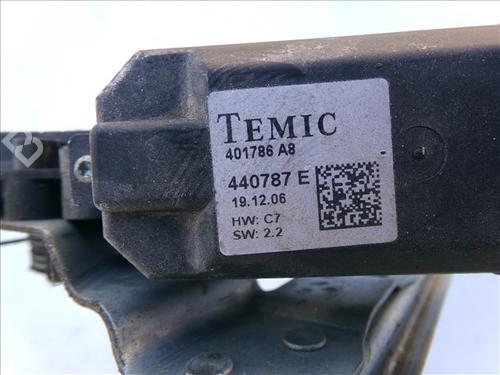 TEMIC
401786 A8
440787 E
19.12.06
HW: C7
SW: 2.2